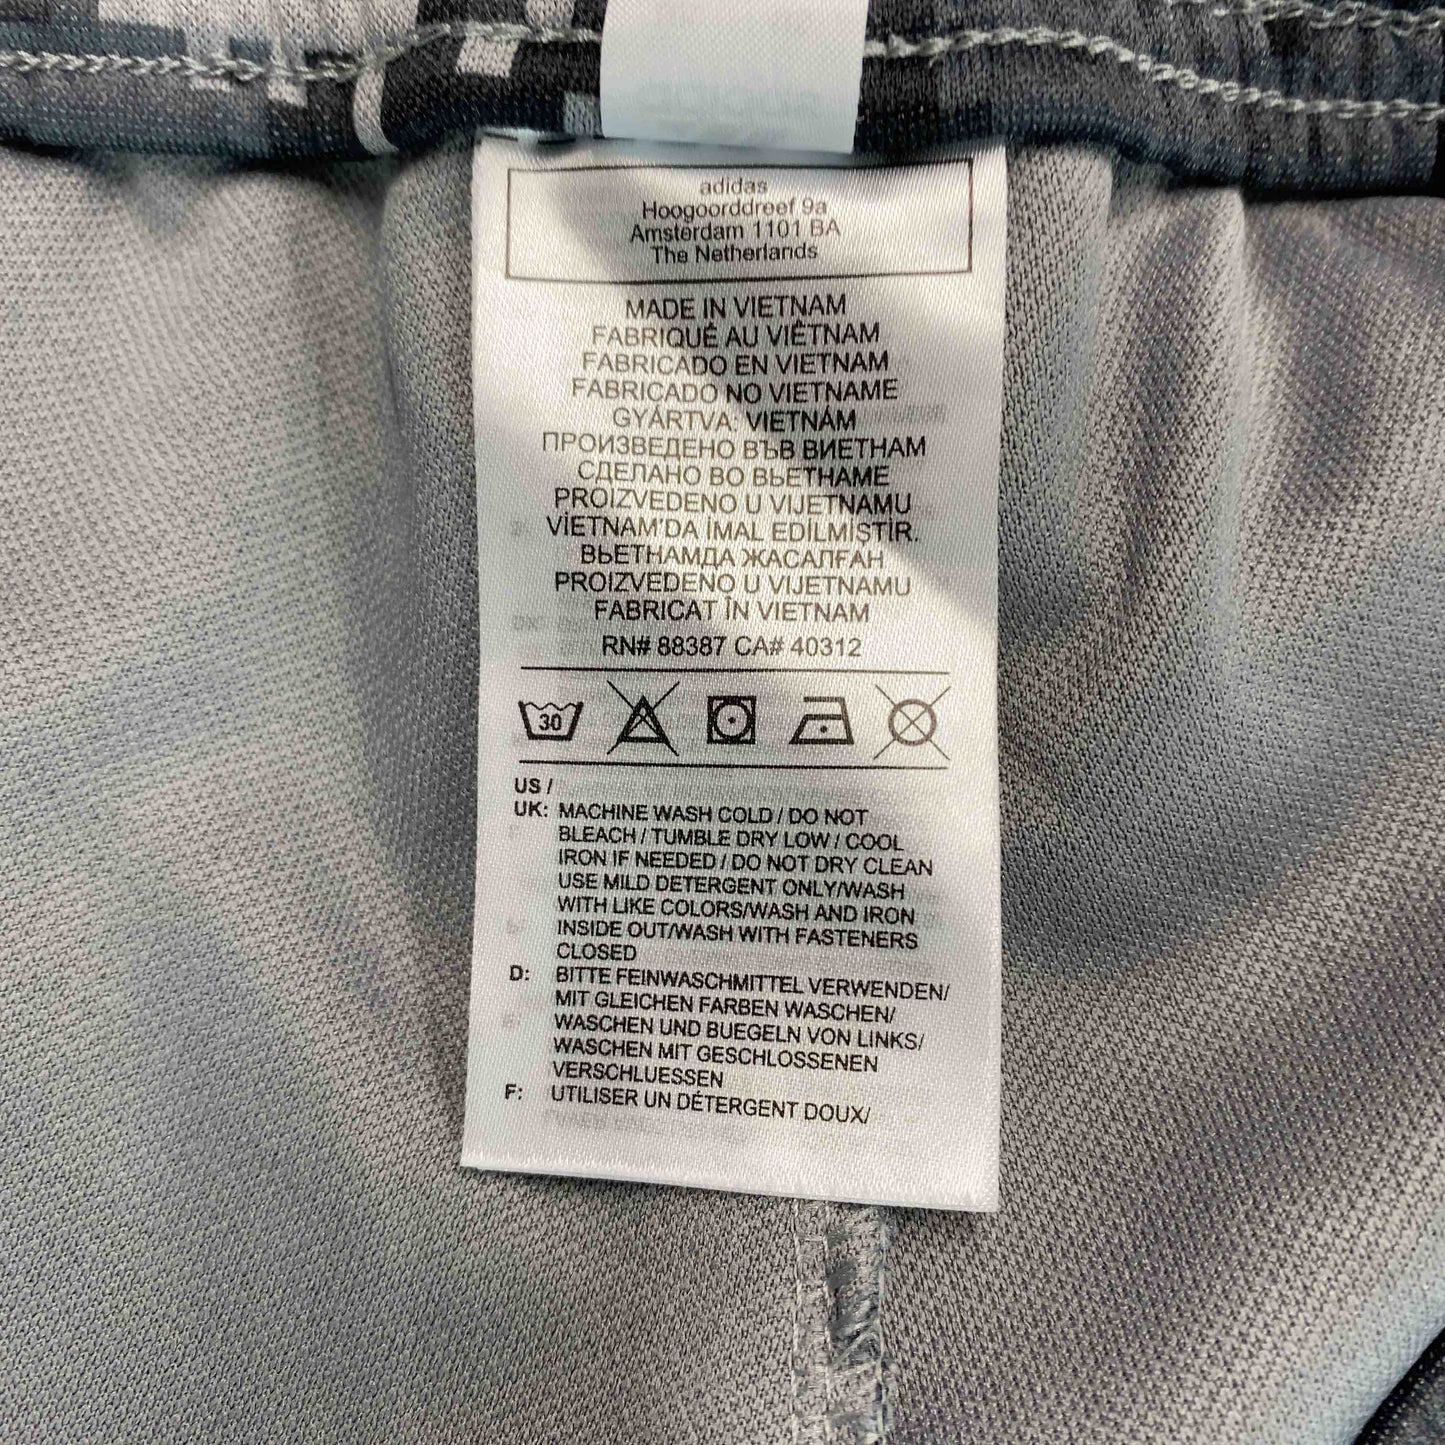 adidas
Hoogoorddreef 9a
Amsterdam 1101 BA
The Netherlands
MADE IN VIETNAM
FABRIQUÉ AU VIÊTNAM
FABRICADO EN VIETNAM
FABRICADO NO VIETNAME
GYÁRTVA: VIETNÁM
ПРОИЗВЕДЕНО ВЪВ ВИЕТНАМ
СДЕЛАНО ВО ВЬЕТНАМЕ
PROIZVEDENO U VIJETNAMU
VİETNAM'DA İMAL EDİLMİŞTİR.
ВЬЕТНАМДА ЖАСАЛҒАН
PROIZVEDENO U VIJETNAMU
FABRICAT ÎN VIETNAM
RN# 88387 CA# 40312
30
US /
UK: MACHINE WASH COLD / DO NOT
BLEACH / TUMBLE DRY LOW / COOL
IRON IF NEEDED / DO NOT DRY CLEAN
USE MILD DETERGENT ONLY/WASH
WITH LIKE COLORS/WASH AND IRON
INSIDE OUT/WASH WITH FASTENERS
CLOSED
D: BITTE FEINWASCHMITTEL VERWENDEN/
MIT GLEICHEN FARBEN WASCHEN/
WASCHEN UND BUEGELN VON LINKS/
WASCHEN MIT GESCHLOSSENEN
VERSCHLUESSEN
F: UTILISER UN DÉTERGENT DOUX/